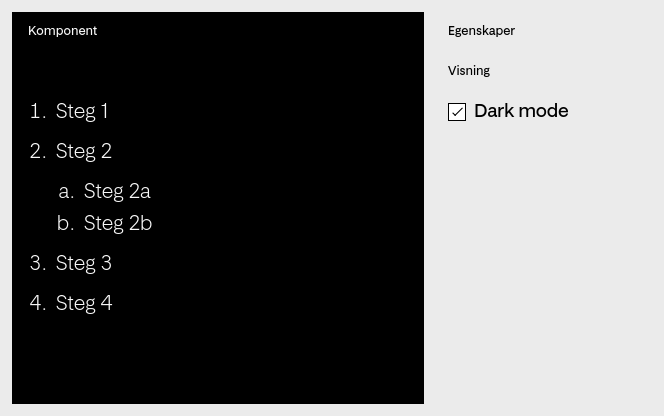 Komponent
1. Steg 1
2. Steg 2
a. Steg 2a
b. Steg 2b
3. Steg 3
4. Steg 4
Egenskaper
Visning
Dark mode